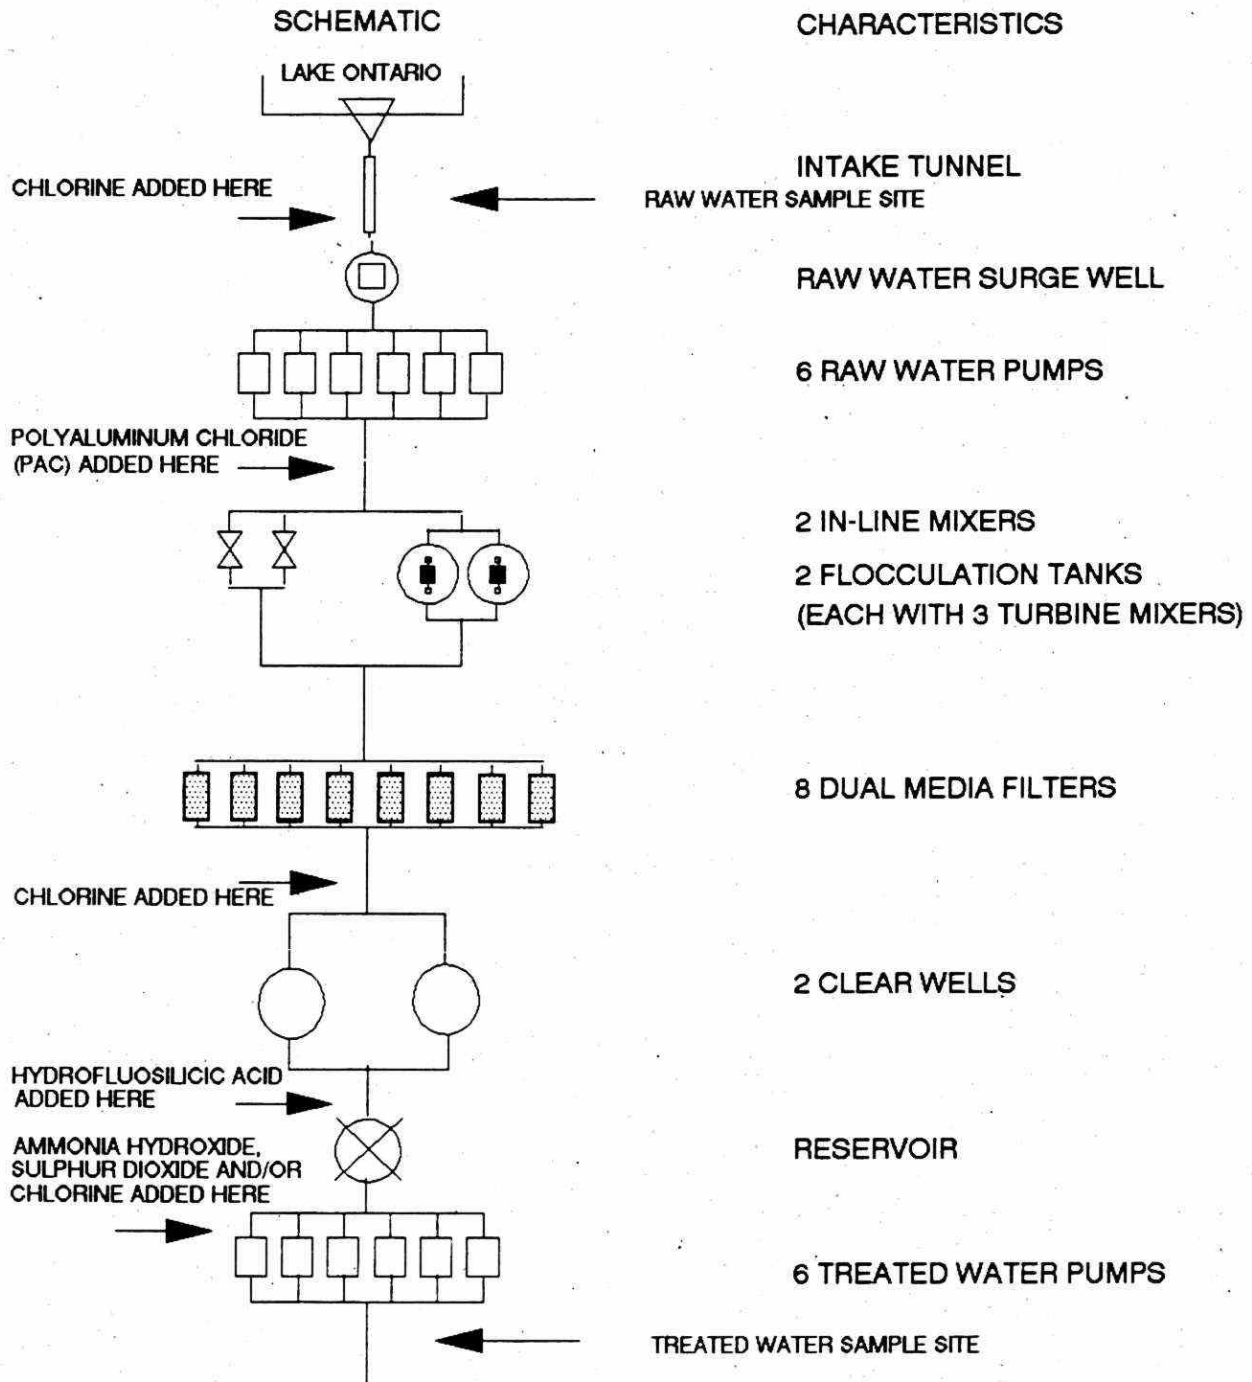 SCHEMATIC
CHARACTERISTICS
LAKE ONTARIO
INTAKE TUNNEL
CHLORINE ADDED HERE
RAW WATER SAMPLE SITE
RAW WATER SURGE WELL
6 RAW WATER PUMPS
POLYALUMINUM CHLORIDE
(PAC) ADDED HERE
2 IN-LINE MIXERS
2 FLOCCULATION TANKS
(EACH WITH 3 TURBINE MIXERS)
8 DUAL MEDIA FILTERS
CHLORINE ADDED HERE
2 CLEAR WELLS
HYDROFLUOSILICIC ACID
ADDED HERE
AMMONIA HYDROXIDE,
SULPHUR DIOXIDE AND/OR
CHLORINE ADDED HERE
RESERVOIR
6 TREATED WATER PUMPS
TREATED WATER SAMPLE SITE